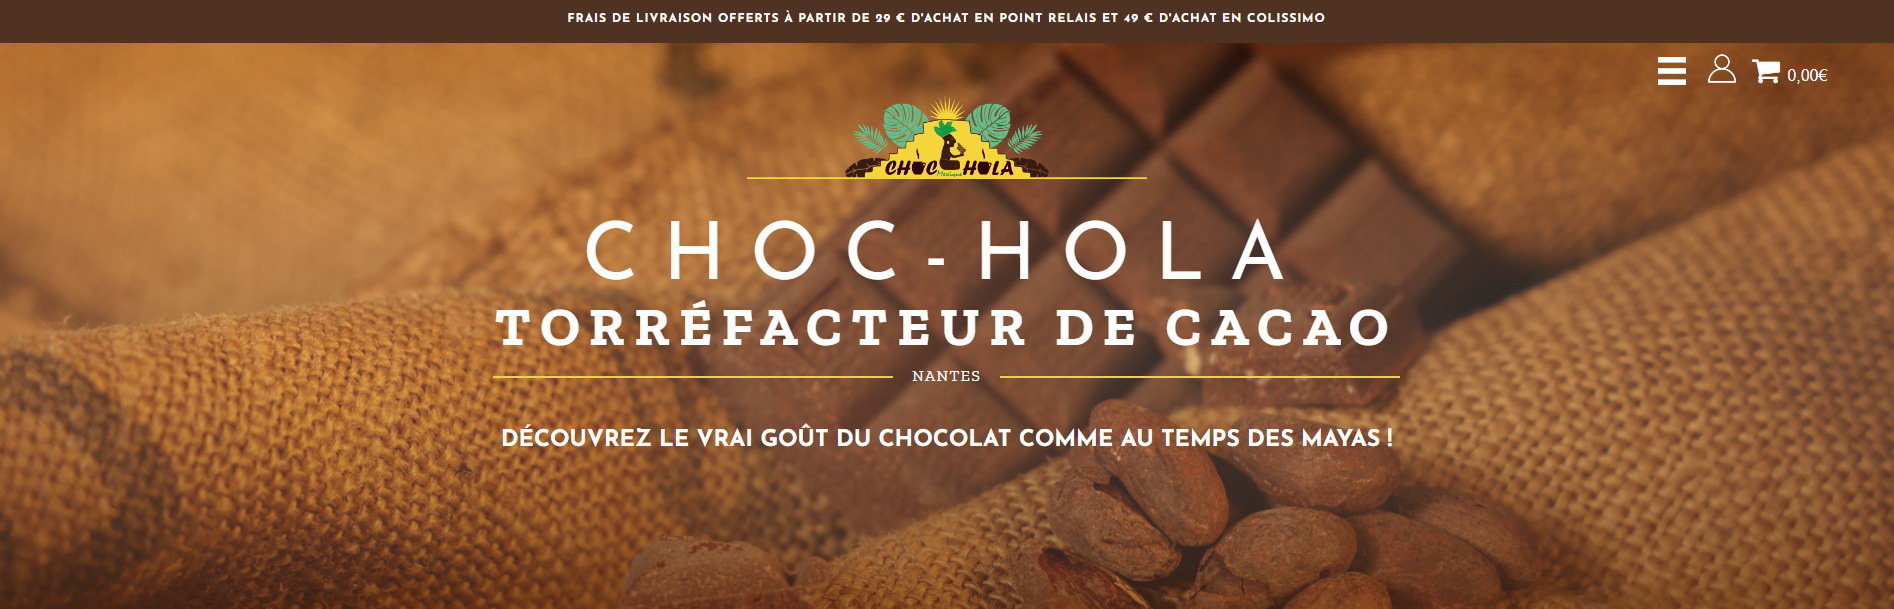 FRAIS DE LIVRAISON OFFERTS À PARTIR DE 29 € D'ACHAT EN POINT RELAIS ET 49 € D'ACHAT EN COLISSIMO
0,00€
CHOC HOLA
Mexique
CHOC-HOLA
TORRÉFACTEUR DE CACAO
NANTES
DÉCOUVREZ LE VRAI GOÛT DU CHOCOLAT COMME AU TEMPS DES MAYAS !